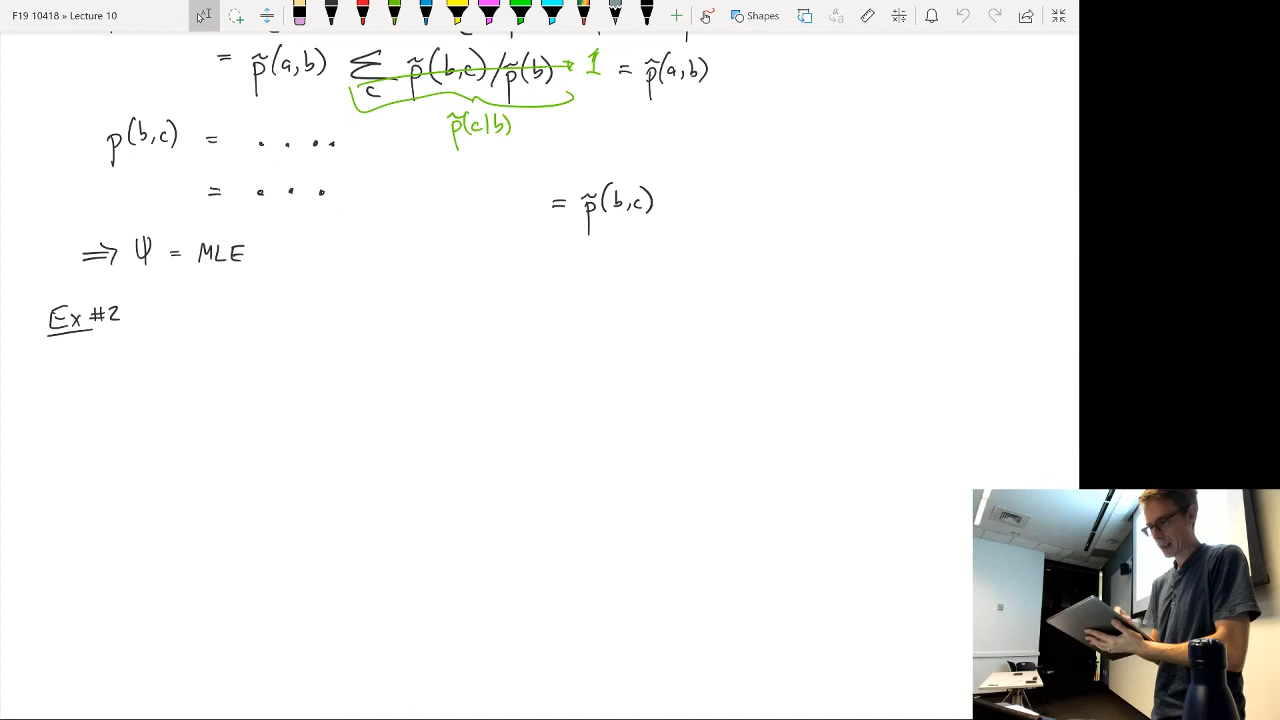 F19 10418 » Lecture 10
Shapes
= p̃(a,b) Σ_c p̃(b,c)/p̃(b) → 1 = p̃(a,b)
p̃(c|b)
p(b,c) = . . . .
= . . . = p̃(b,c)
⟹ ψ = MLE
Ex #2